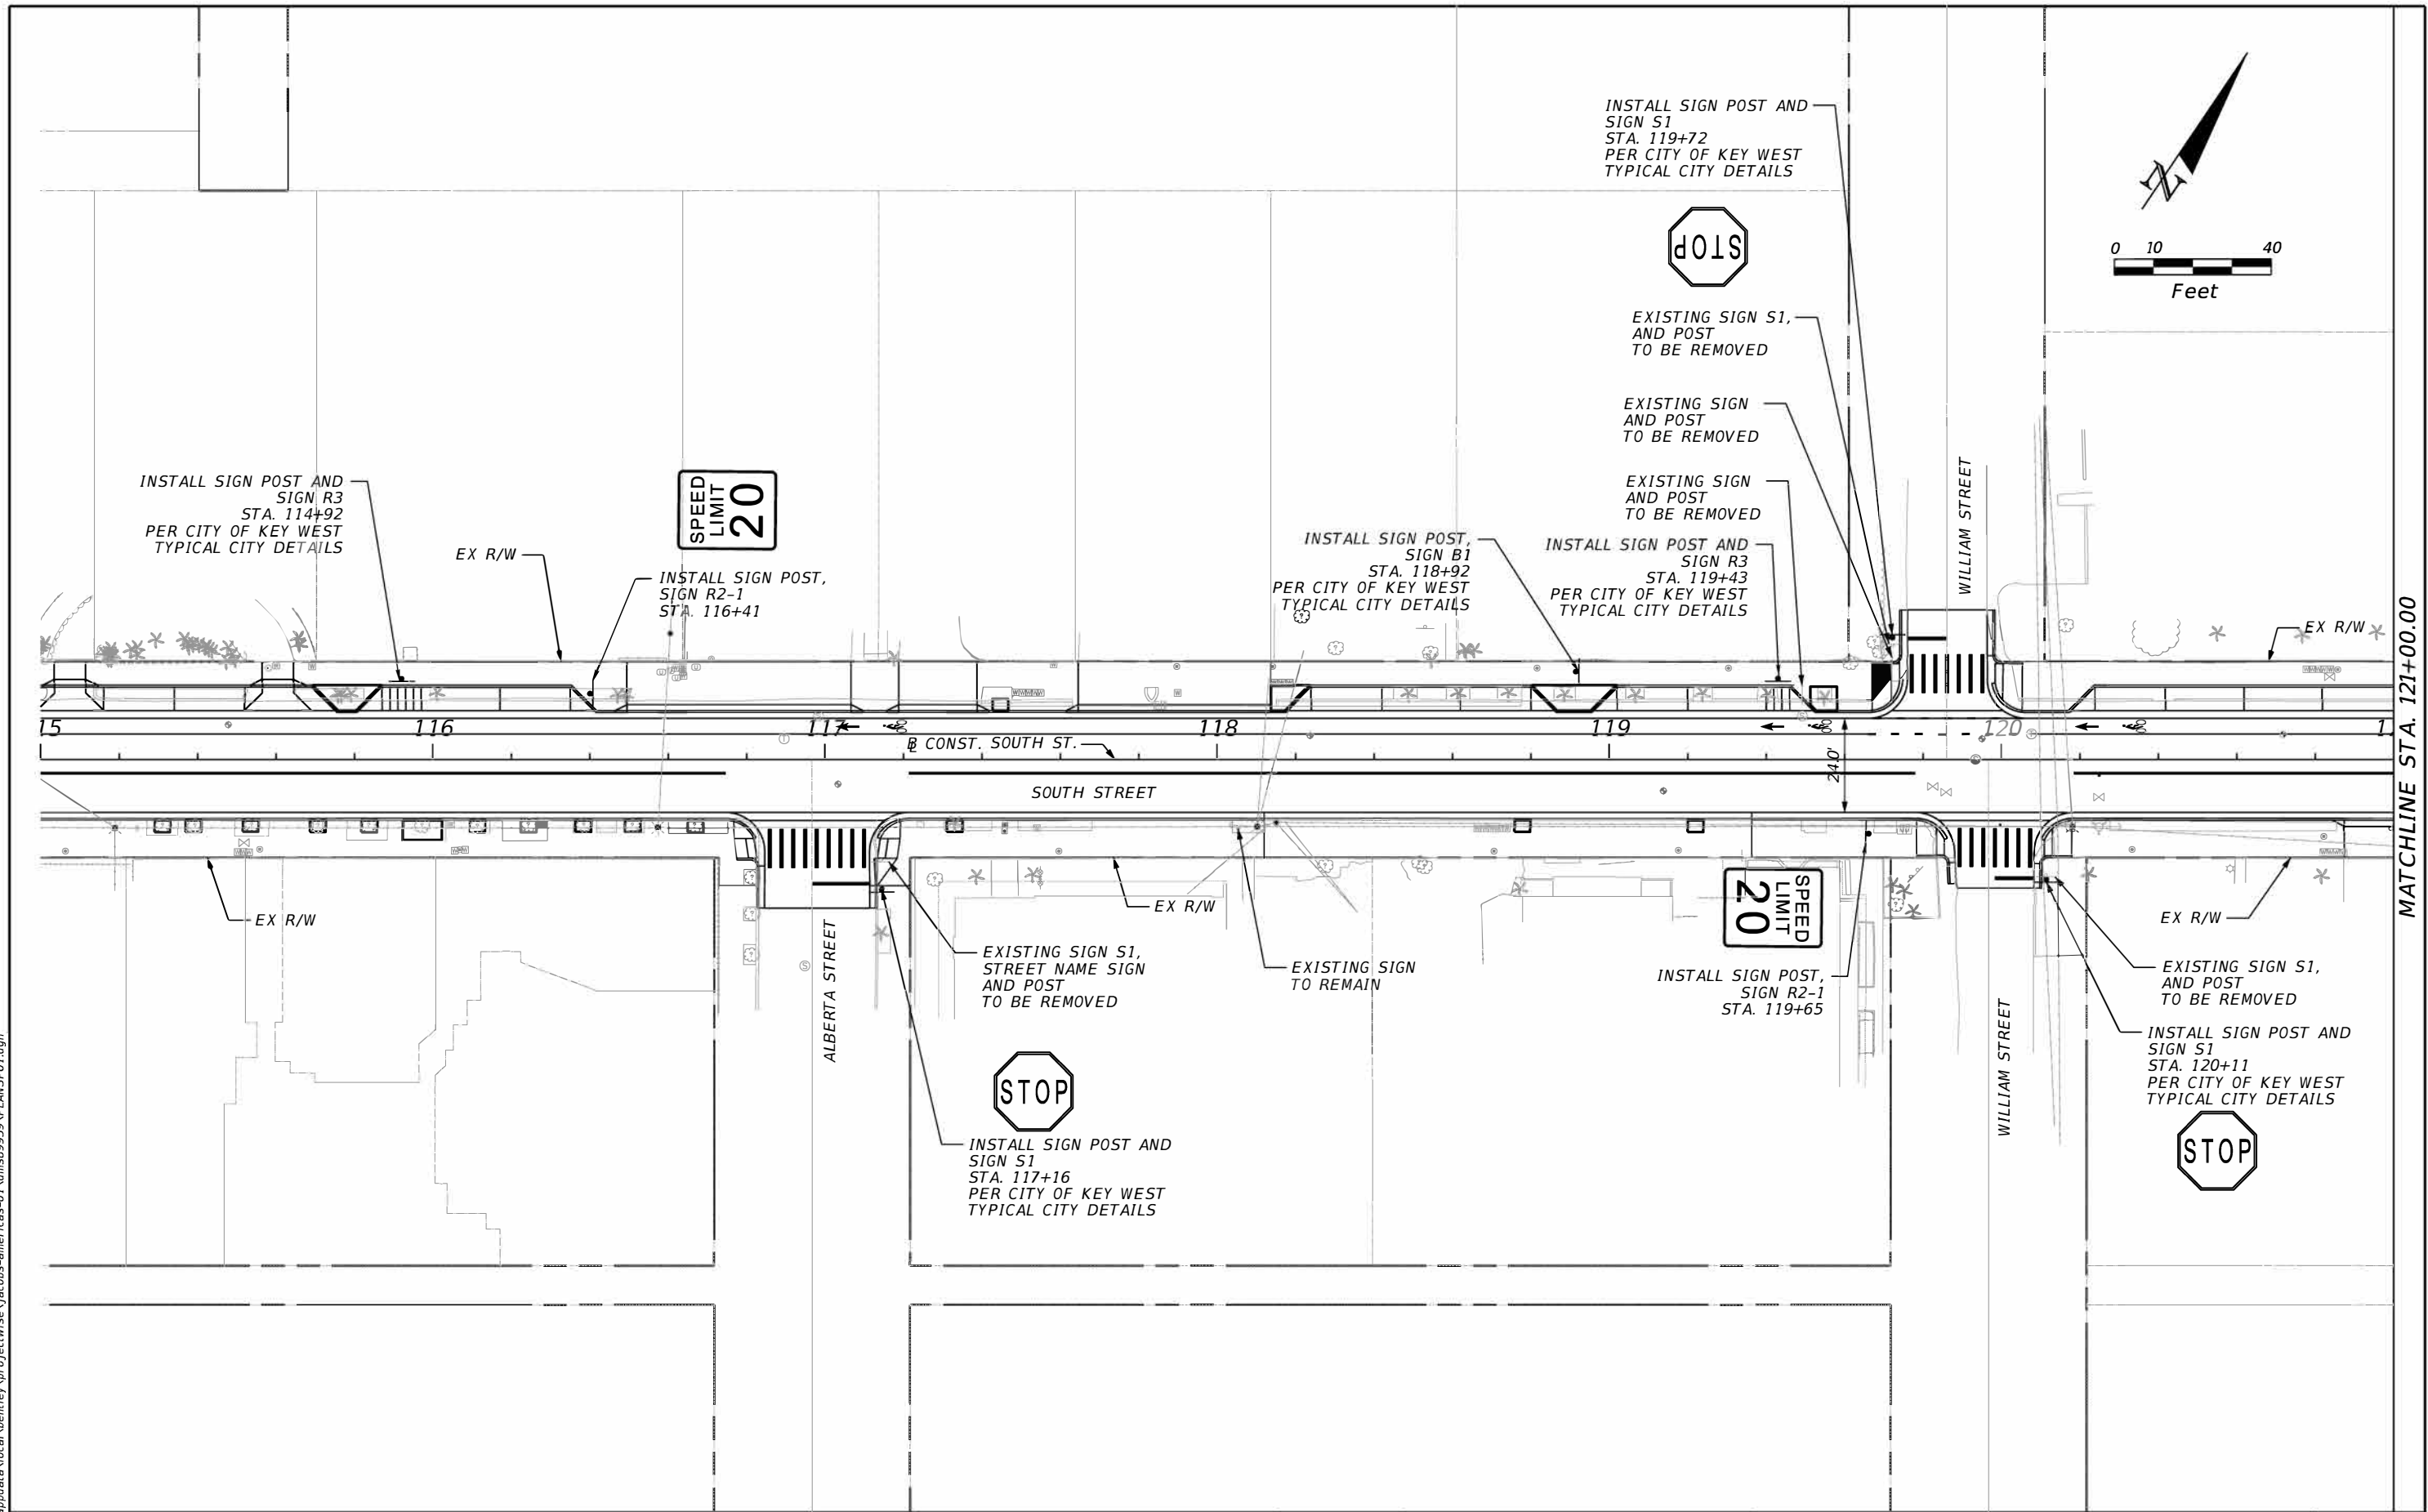 INSTALL SIGN POST AND
SIGN S1
STA. 119+72
PER CITY OF KEY WEST
TYPICAL CITY DETAILS
N
STOP
0 10 40
Feet
EXISTING SIGN S1,
AND POST
TO BE REMOVED
EXISTING SIGN
AND POST
TO BE REMOVED
EXISTING SIGN
AND POST
TO BE REMOVED
INSTALL SIGN POST AND
SIGN R3
STA. 114+92
PER CITY OF KEY WEST
TYPICAL CITY DETAILS
EX R/W
SPEED
LIMIT
20
INSTALL SIGN POST,
SIGN R2-1
STA. 116+41
INSTALL SIGN POST,
SIGN B1
STA. 118+92
PER CITY OF KEY WEST
TYPICAL CITY DETAILS
INSTALL SIGN POST AND
SIGN R3
STA. 119+43
PER CITY OF KEY WEST
TYPICAL CITY DETAILS
WILLIAM STREET
EX R/W
MATCHLINE STA. 121+00.00
15 116 117 118 119 120
BL CONST. SOUTH ST.
24.0'
SOUTH STREET
EX R/W
ALBERTA STREET
EXISTING SIGN S1,
STREET NAME SIGN
AND POST
TO BE REMOVED
EX R/W
EXISTING SIGN
TO REMAIN
SPEED
LIMIT
20
INSTALL SIGN POST,
SIGN R2-1
STA. 119+65
WILLIAM STREET
EX R/W
EXISTING SIGN S1,
AND POST
TO BE REMOVED
INSTALL SIGN POST AND
SIGN S1
STA. 120+11
PER CITY OF KEY WEST
TYPICAL CITY DETAILS
STOP
STOP
INSTALL SIGN POST AND
SIGN S1
STA. 117+16
PER CITY OF KEY WEST
TYPICAL CITY DETAILS